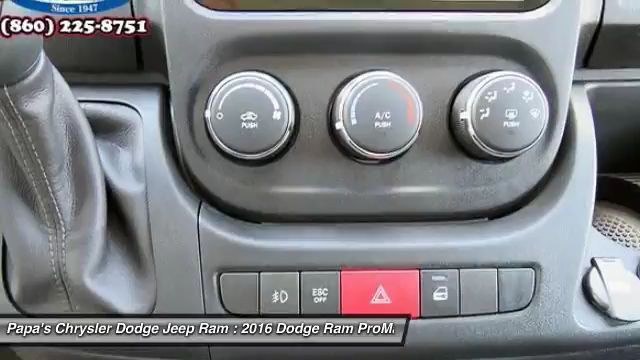 Since 1947
(860) 225-8751
PUSH
A/C
PUSH
PUSH
ESC
OFF
Papa's Chrysler Dodge Jeep Ram : 2016 Dodge Ram ProM